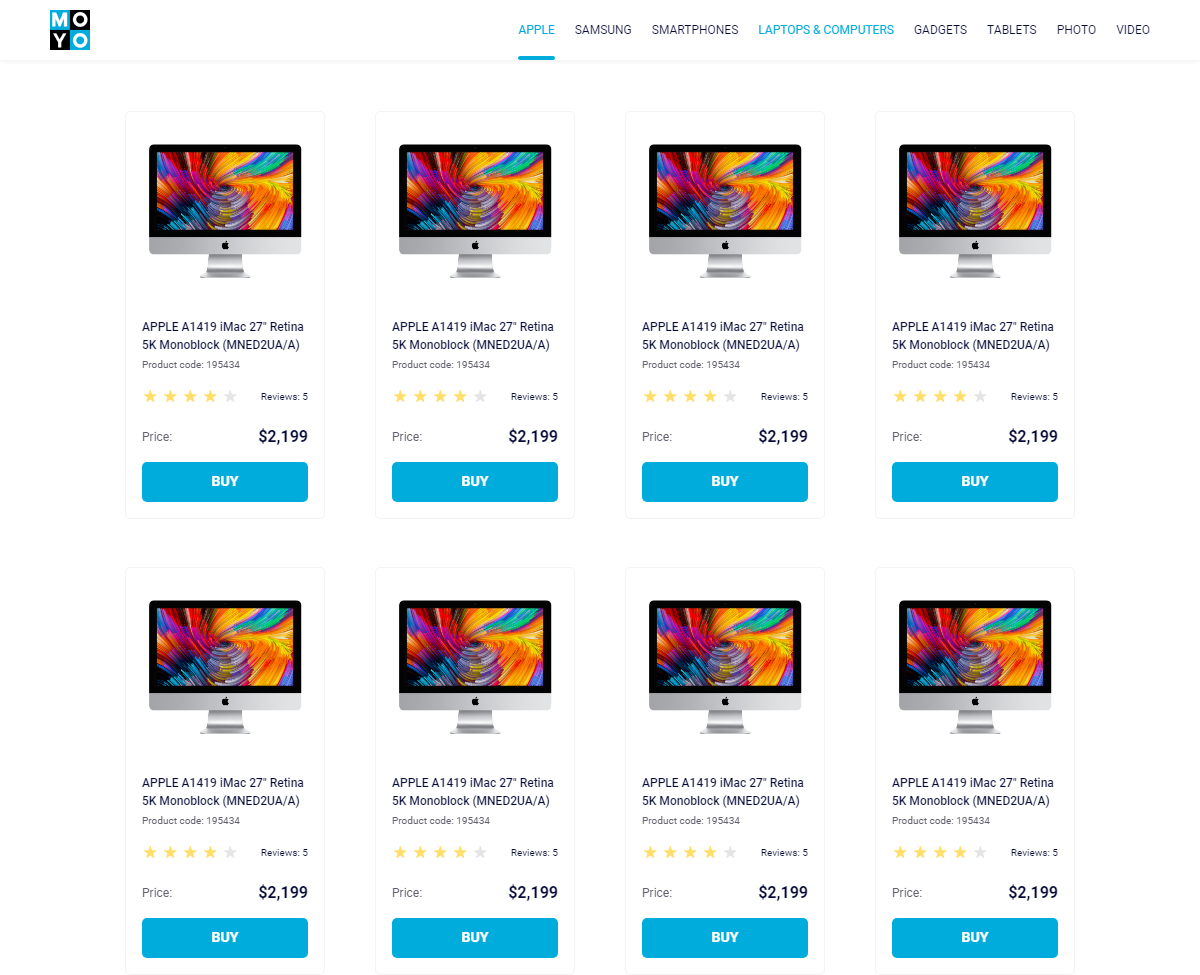 MO
YO
APPLE SAMSUNG SMARTPHONES LAPTOPS & COMPUTERS GADGETS TABLETS PHOTO VIDEO
APPLE A1419 iMac 27" Retina
5K Monoblock (MNED2UA/A)
Product code: 195434
Reviews: 5
Price: $2,199
BUY
APPLE A1419 iMac 27" Retina
5K Monoblock (MNED2UA/A)
Product code: 195434
Reviews: 5
Price: $2,199
BUY
APPLE A1419 iMac 27" Retina
5K Monoblock (MNED2UA/A)
Product code: 195434
Reviews: 5
Price: $2,199
BUY
APPLE A1419 iMac 27" Retina
5K Monoblock (MNED2UA/A)
Product code: 195434
Reviews: 5
Price: $2,199
BUY
APPLE A1419 iMac 27" Retina
5K Monoblock (MNED2UA/A)
Product code: 195434
Reviews: 5
Price: $2,199
BUY
APPLE A1419 iMac 27" Retina
5K Monoblock (MNED2UA/A)
Product code: 195434
Reviews: 5
Price: $2,199
BUY
APPLE A1419 iMac 27" Retina
5K Monoblock (MNED2UA/A)
Product code: 195434
Reviews: 5
Price: $2,199
BUY
APPLE A1419 iMac 27" Retina
5K Monoblock (MNED2UA/A)
Product code: 195434
Reviews: 5
Price: $2,199
BUY